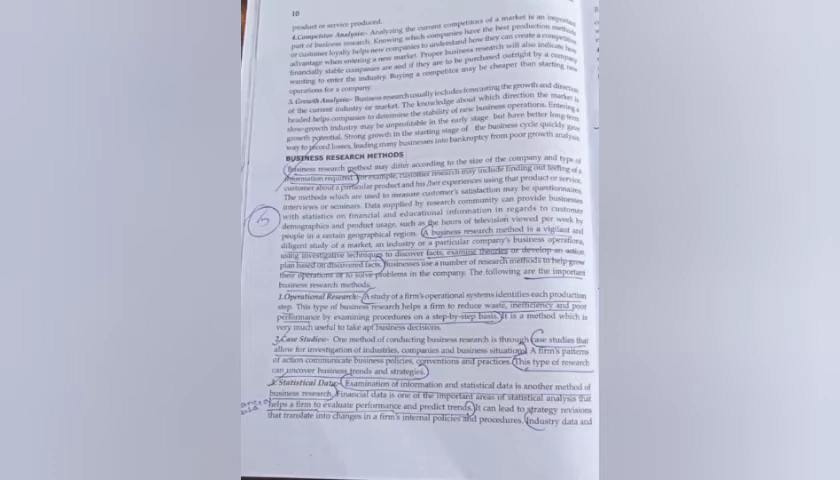 10
product or service produced.
4.Competitor Analysis:- Analyzing the current competitors of a market is an important
part of business research. Knowing which companies have the best production methods
or customer loyalty helps new companies to understand how they can create a competitive
advantage when entering a new market. Proper business research will also indicate how
financially stable companies are and if they are to be purchased outright by a company
wanting to enter the industry. Buying a competitor may be cheaper than starting new
operations for a company.
5. Growth Analysis:- Business research usually includes forecasting the growth and direction
of the current industry or market. The knowledge about which direction the market is
headed helps companies to determine the stability of new business operations. Entering a
slow-growth industry may be unprofitable in the early stage, but have better long-term
growth potential. Strong growth in the starting stage of the business cycle quickly gave
way to record losses, leading many businesses into bankruptcy from poor growth analysis.
BUSINESS RESEARCH METHODS
Business research method may differ according to the size of the company and type of
information required. For example, customer research may include finding out feeling of a
customer about a particular product and his/her experiences using that product or service.
The methods which are used to measure customer's satisfaction may be questionnaires,
interviews or seminars. Data supplied by research community can provide businesses
with statistics on financial and educational information in regards to customer
demographics and product usage, such as the hours of television viewed per week by
people in a certain geographical region. A business research method is a vigilant and
diligent study of a market, an industry or a particular company's business operations,
using investigative techniques to discover facts, examine theories or develop an action
plan based on discovered facts. Businesses use a number of research methods to help grow
their operations or to solve problems in the company. The following are the important
business research methods.
1.Operational Research:- A study of a firm's operational systems identifies each production
step. This type of business research helps a firm to reduce waste, inefficiency and poor
performance by examining procedures on a step-by-step basis. It is a method which is
very much useful to take apt business decisions.
2.Case Studies:- One method of conducting business research is through case studies that
allow for investigation of industries, companies and business situations. A firm's patterns
of action communicate business policies, conventions and practices. This type of research
can uncover business trends and strategies.
3. Statistical Data:- Examination of information and statistical data is another method of
business research. Financial data is one of the important areas of statistical analysis that
helps a firm to evaluate performance and predict trends. It can lead to strategy revisions
that translate into changes in a firm's internal policies and procedures. Industry data and